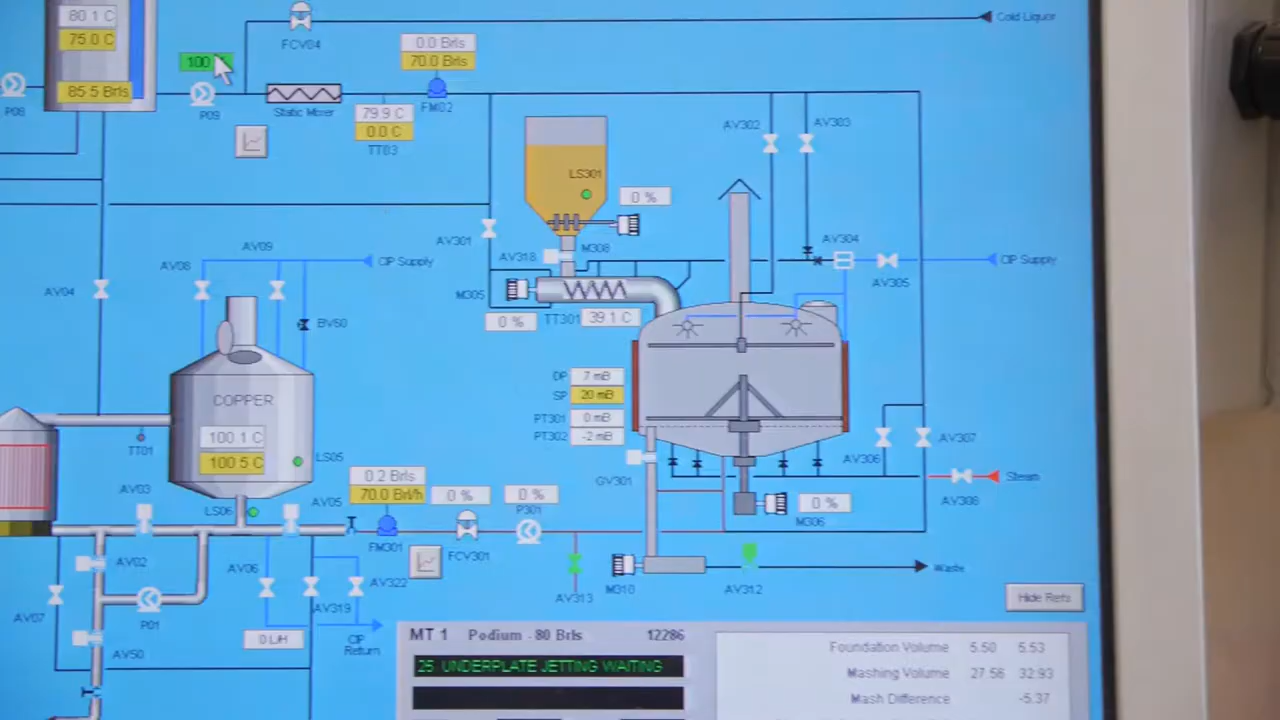 80.1 C
75.0 C
85.5 Brls
P08
100
P09
FCV04
Cold Liquor
Static Mixer
0.0 Brls
70.0 Brls
FM02
79.9 C
0.0 C
TT83
AV302
AV303
LS301
0 %
AV301
AV318
M308
AV304
CIP Supply
AV305
M305
0 %
TT301
39.1 C
AV09
AV08
CIP Supply
AV04
BV60
COPPER
100.1 C
100.5 C
LS05
TT01
DP
7 mB
SP
20 mB
PT301
0 mB
PT302
-2 mB
GV301
AV306
AV307
Steam
AV308
0 %
M306
AV03
LS06
AV05
0.2 Brls
70.0 Brl/h
0 %
0 %
P301
FM301
FCV301
AV02
AV06
AV322
AV313
M310
AV312
Waste
AV07
P01
AV319
AV50
0 L/H
CIP
Return
Hide Refs
MT 1 Podium - 80 Brls 12286
25 UNDERPLATE JETTING WAITING
Foundation Volume 5.50 5.53
Mashing Volume 27.56 32.93
Mash Difference -5.37